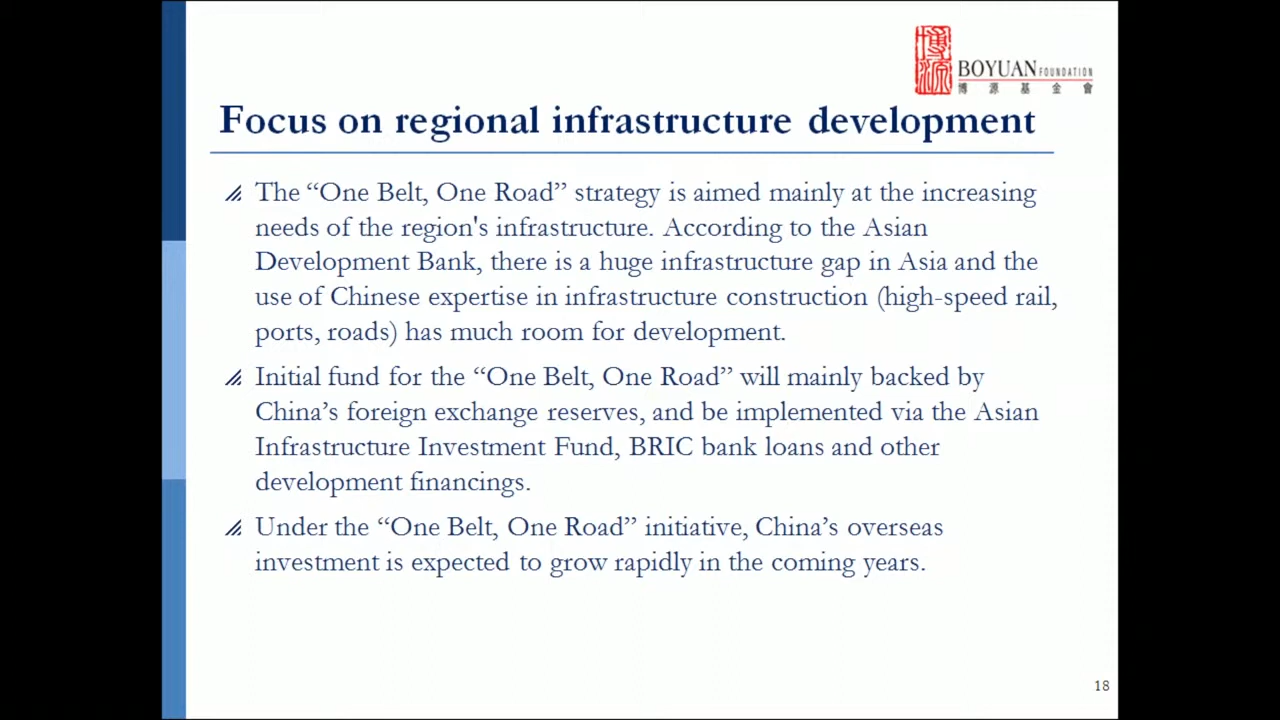 博源
BOYUAN FOUNDATION
博源基金會
Focus on regional infrastructure development
The “One Belt, One Road” strategy is aimed mainly at the increasing
needs of the region's infrastructure. According to the Asian
Development Bank, there is a huge infrastructure gap in Asia and the
use of Chinese expertise in infrastructure construction (high-speed rail,
ports, roads) has much room for development.
Initial fund for the “One Belt, One Road” will mainly backed by
China’s foreign exchange reserves, and be implemented via the Asian
Infrastructure Investment Fund, BRIC bank loans and other
development financings.
Under the “One Belt, One Road” initiative, China’s overseas
investment is expected to grow rapidly in the coming years.
18